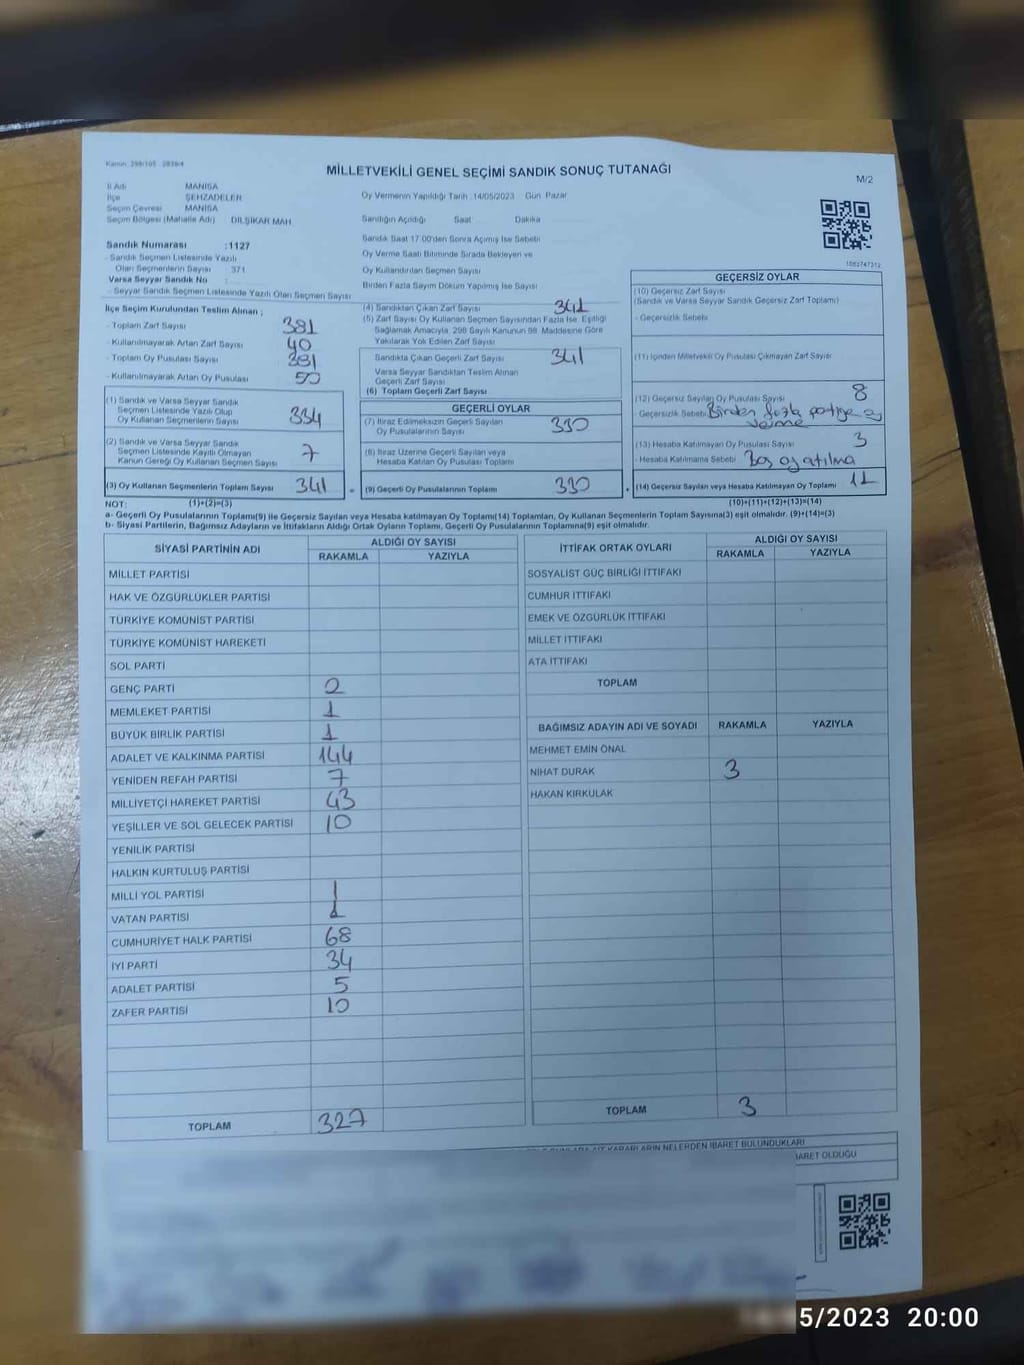 Kanun 298/105
MİLLETVEKİLİ GENEL SEÇİMİ SANDIK SONUÇ TUTANAĞI
M/2
İl Adı MANİSA
İlçe ŞEHZADELER
Seçim Çevresi MANİSA
Seçim Bölgesi (Mahalle Adı) DİLŞİKAR MAH.
Sandık Numarası :1127
- Sandık Seçmen Listesinde Yazılı
Olan Seçmenlerin Sayısı 371
Varsa Seyyar Sandık No
- Seyyar Sandık Seçmen Listesinde Yazılı Olan Seçmen Sayısı
Oy Vermenin Yapıldığı Tarih :14/05/2023 Gün Pazar
Sandığın Açıldığı Saat Dakika
Sandık Saat 17.00'den Sonra Açılmış İse Sebebi
Oy Verme Saati Bitiminde Sırada Bekleyen ve
Oy Kullandırılan Seçmen Sayısı
Birden Fazla Sayım Döküm Yapılmış İse Sayısı
İlçe Seçim Kurulundan Teslim Alınan ;
- Toplam Zarf Sayısı 381
- Kullanılmayarak Artan Zarf Sayısı 40
- Toplam Oy Pusulası Sayısı 381
- Kullanılmayarak Artan Oy Pusulası 50
(1) Sandık ve Varsa Seyyar Sandık
Seçmen Listesinde Yazılı Olup
Oy Kullanan Seçmenlerin Sayısı 334
(2) Sandık ve Varsa Seyyar Sandık
Seçmen Listesinde Kayıtlı Olmayan
Kanun Gereği Oy Kullanan Seçmen Sayısı 7
(3) Oy Kullanan Seçmenlerin Toplam Sayısı 341
(4) Sandıktan Çıkan Zarf Sayısı 341
(5) Zarf Sayısı Oy Kullanan Seçmen Sayısından Fazla İse, Eşitliği
Sağlamak Amacıyla, 298 Sayılı Kanunun 98. Maddesine Göre
Yakılarak Yok Edilen Zarf Sayısı
Sandıkta Çıkan Geçerli Zarf Sayısı 341
Varsa Seyyar Sandıktan Teslim Alınan
Geçerli Zarf Sayısı
(6) Toplam Geçerli Zarf Sayısı
GEÇERLİ OYLAR
(7) İtiraz Edilmeksizin Geçerli Sayılan
Oy Pusulalarının Sayısı 330
(8) İtiraz Üzerine Geçerli Sayılan veya
Hesaba Katılan Oy Pusulası Toplamı
(9) Geçerli Oy Pusulalarının Toplamı 330
GEÇERSİZ OYLAR
(10) Geçersiz Zarf Sayısı
(Sandık ve Varsa Seyyar Sandık Geçersiz Zarf Toplamı)
- Geçersizlik Sebebi
(11) İçinden Milletvekili Oy Pusulası Çıkmayan Zarf Sayısı
(12) Geçersiz Sayılan Oy Pusulası Sayısı 8
- Geçersizlik Sebebi Birden fazla partiye oy
verme
(13) Hesaba Katılmayan Oy Pusulası Sayısı 3
- Hesaba Katılmama Sebebi Boş oy atılma
(14) Geçersiz Sayılan veya Hesaba Katılmayan Oy Toplamı 11
NOT: (1)+(2)=(3) (10)+(11)+(12)+(13)=(14)
a- Geçerli Oy Pusulalarının Toplamı(9) ile Geçersiz Sayılan veya Hesaba Katılmayan Oy Toplamı(14) Toplamları, Oy Kullanan Seçmenlerin Toplam Sayısına(3) eşit olmalıdır. (9)+(14)=(3)
b- Siyasi Partilerin, Bağımsız Adayların ve İttifakların Aldığı Ortak Oyların Toplamı, Geçerli Oy Pusulalarının Toplamına(9) eşit olmalıdır.
SİYASİ PARTİNİN ADI ALDIĞI OY SAYISI
RAKAMLA YAZIYLA
MİLLET PARTİSİ
HAK VE ÖZGÜRLÜKLER PARTİSİ
TÜRKİYE KOMÜNİST PARTİSİ
TÜRKİYE KOMÜNİST HAREKETİ
SOL PARTİ
GENÇ PARTİ 2
MEMLEKET PARTİSİ 1
BÜYÜK BİRLİK PARTİSİ 1
ADALET VE KALKINMA PARTİSİ 144
YENİDEN REFAH PARTİSİ 7
MİLLİYETÇİ HAREKET PARTİSİ 43
YEŞİLLER VE SOL GELECEK PARTİSİ 10
YENİLİK PARTİSİ
HALKIN KURTULUŞ PARTİSİ
MİLLİ YOL PARTİSİ 1
VATAN PARTİSİ 1
CUMHURİYET HALK PARTİSİ 68
İYİ PARTİ 34
ADALET PARTİSİ 5
ZAFER PARTİSİ 10
TOPLAM 327
İTTİFAK ORTAK OYLARI ALDIĞI OY SAYISI
RAKAMLA YAZIYLA
SOSYALİST GÜÇ BİRLİĞİ İTTİFAKI
CUMHUR İTTİFAKI
EMEK VE ÖZGÜRLÜK İTTİFAKI
MİLLET İTTİFAKI
ATA İTTİFAKI
TOPLAM
BAĞIMSIZ ADAYIN ADI VE SOYADI RAKAMLA YAZIYLA
MEHMET EMİN ÖNAL
NİHAT DURAK 3
HAKAN KIRKULAK
TOPLAM 3
KARARLARIN NELERDEN İBARET BULUNDUKLARI
OLDUĞU
5/2023 20:00